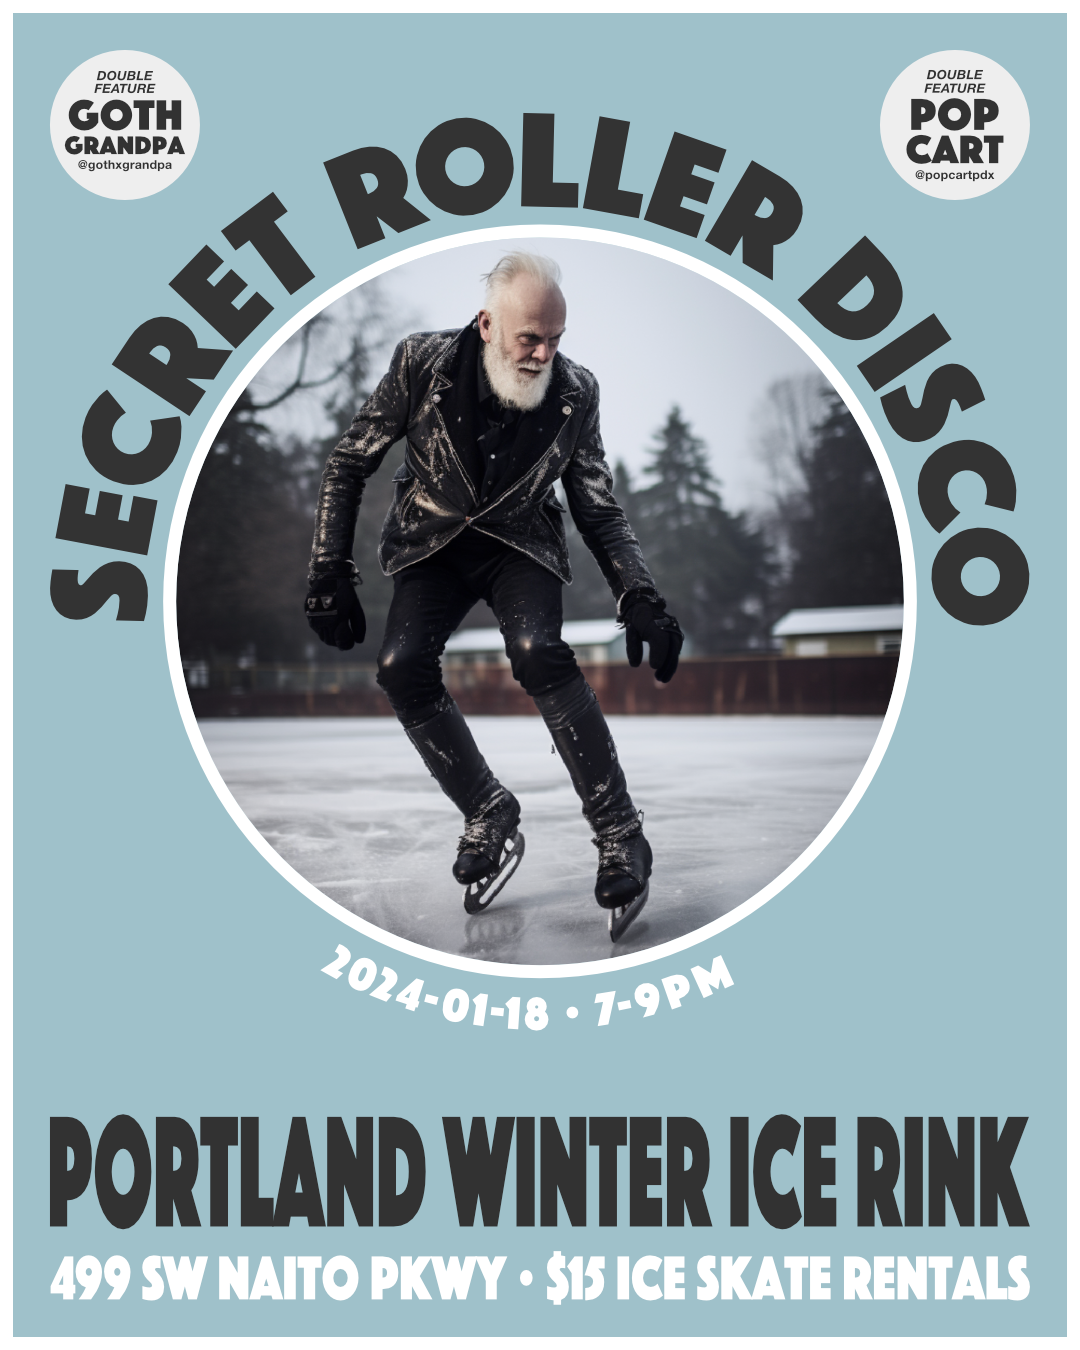 DOUBLE
FEATURE
GOTH
GRANDPA
@gothxgrandpa
DOUBLE
FEATURE
POP
CART
@popcartpdx
SECRET ROLLER DISCO
2024-01-18 • 7-9PM
PORTLAND WINTER ICE RINK
499 SW NAITO PKWY • $15 ICE SKATE RENTALS